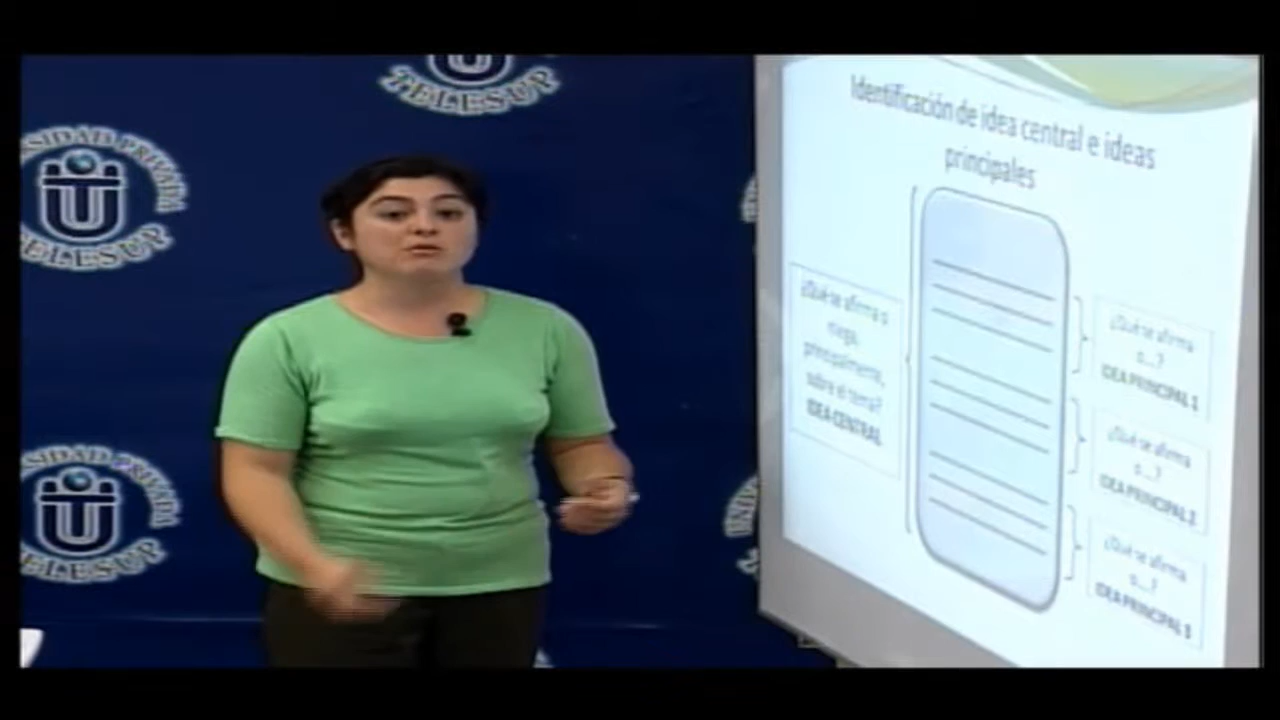 TELESUP
UNIVERSIDAD PRIVADA
TELESUP
SIDAD PRIVADA
TELESUP
Identificación de idea central e ideas
principales
¿Qué se afirma o
niega,
principalmente,
sobre el tema?
IDEA CENTRAL
¿Qué se afirma
o...?
IDEA PRINCIPAL 1
¿Qué se afirma
o...?
IDEA PRINCIPAL 2
¿Qué se afirma
o...?
IDEA PRINCIPAL 3